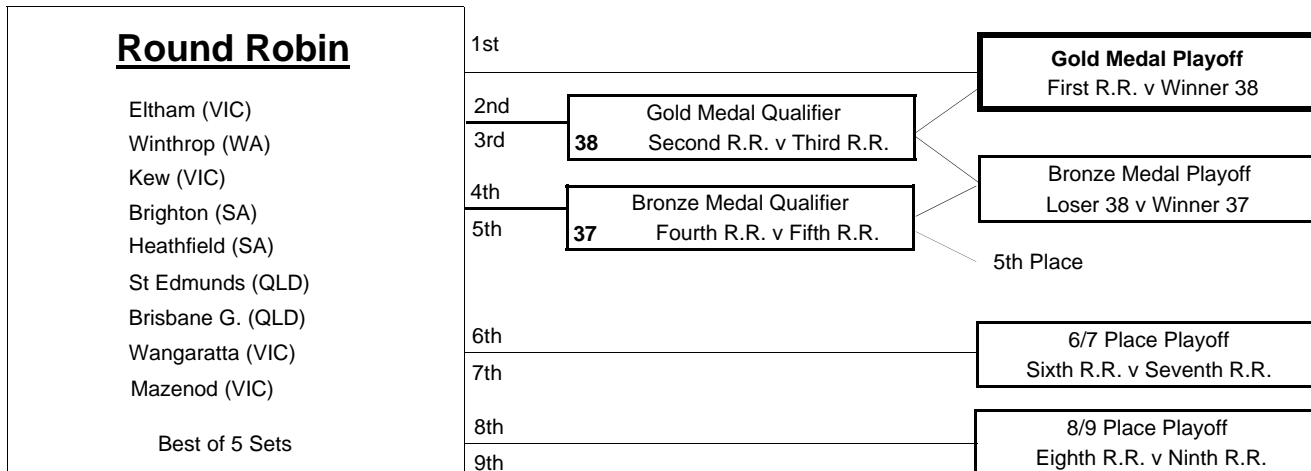 Round Robin
Eltham (VIC)
Winthrop (WA)
Kew (VIC)
Brighton (SA)
Heathfield (SA)
St Edmunds (QLD)
Brisbane G. (QLD)
Wangaratta (VIC)
Mazenod (VIC)
Best of 5 Sets
1st
2nd
3rd
4th
5th
6th
7th
8th
9th
Gold Medal Qualifier
38 Second R.R. v Third R.R.
Bronze Medal Qualifier
37 Fourth R.R. v Fifth R.R.
Gold Medal Playoff
First R.R. v Winner 38
Bronze Medal Playoff
Loser 38 v Winner 37
5th Place
6/7 Place Playoff
Sixth R.R. v Seventh R.R.
8/9 Place Playoff
Eighth R.R. v Ninth R.R.